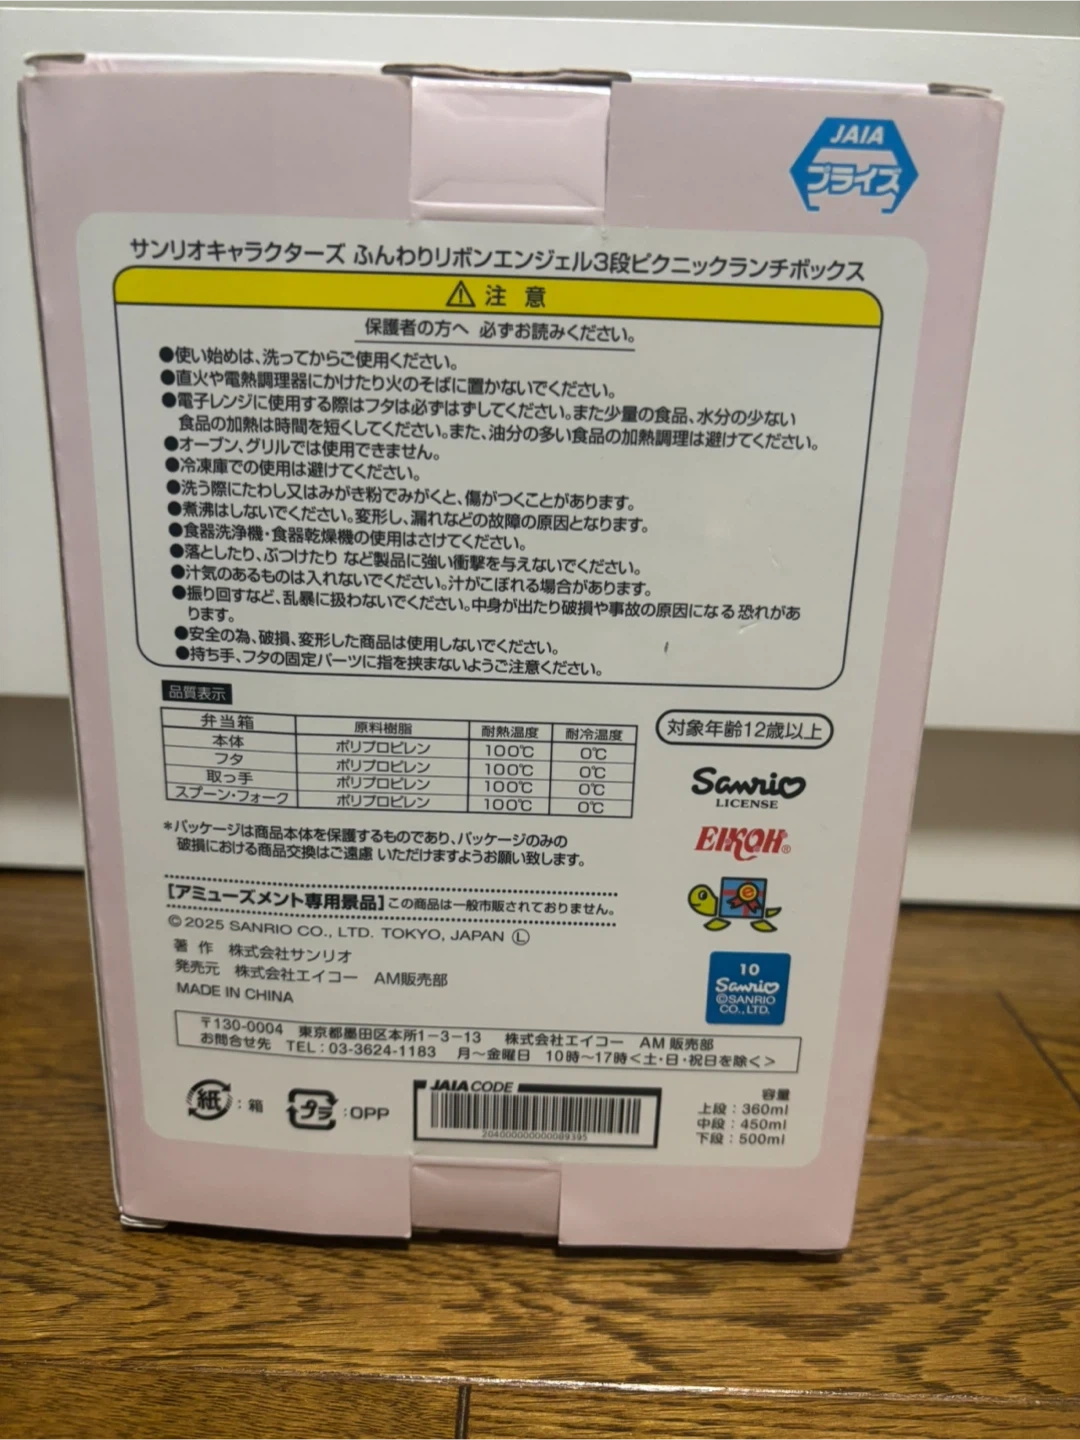 JAIA
プライズ
サンリオキャラクターズ ふんわりリボンエンジェル3段ピクニックランチボックス
注意
保護者の方へ 必ずお読みください。
●使い始めは、洗ってからご使用ください。
●直火や電熱調理器にかけたり火のそばに置かないでください。
●電子レンジに使用する際はフタは必ずはずしてください。また少量の食品、水分の少ない
食品の加熱は時間を短くしてください。また、油分の多い食品の加熱調理は避けてください。
●オーブン、グリルでは使用できません。
●冷凍庫での使用は避けてください。
●洗う際にたわし又はみがき粉でみがくと、傷がつくことがあります。
●煮沸はしないでください。変形し、漏れなどの故障の原因となります。
●食器洗浄機・食器乾燥機の使用はさけてください。
●落としたり、ぶつけたり など製品に強い衝撃を与えないでください。
●汁気のあるものは入れないでください。汁がこぼれる場合があります。
●振り回すなど、乱暴に扱わないでください。中身が出たり破損や事故の原因になる 恐れがあ
ります。
●安全の為、破損、変形した商品は使用しないでください。
●持ち手、フタの固定パーツに指を挟まないようご注意ください。
品質表示
弁当箱 原料樹脂 耐熱温度 耐冷温度
本体 ポリプロピレン 100℃ 0℃
フタ ポリプロピレン 100℃ 0℃
取っ手 ポリプロピレン 100℃ 0℃
スプーン・フォーク ポリプロピレン 100℃ 0℃
対象年齢12歳以上
Sanrio
LICENSE
EIKOH®
e
*パッケージは商品本体を保護するものであり、パッケージのみの
破損における商品交換はご遠慮 いただけますようお願い致します。
[アミューズメント専用景品]この商品は一般市販されておりません。
©2025 SANRIO CO., LTD. TOKYO, JAPAN Ⓛ
著 作 株式会社サンリオ
発売元 株式会社エイコー AM販売部
MADE IN CHINA
10
Sanrio
©SANRIO
CO., LTD.
〒130-0004 東京都墨田区本所1-3-13 株式会社エイコー AM 販売部
お問合せ先 TEL:03-3624-1183 月~金曜日 10時~17時<土・日・祝日を除く>
紙:箱
プラ:OPP
JAIA CODE
2040000000000089395
容量
上段:360ml
中段:450ml
下段:500ml